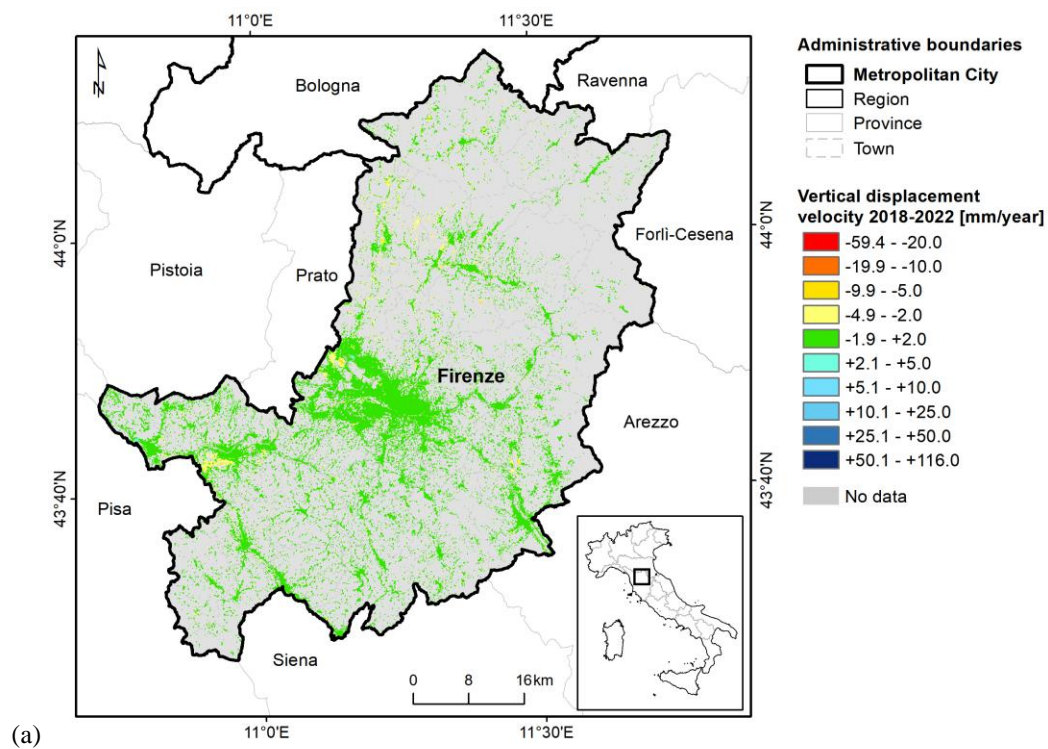 11°0'E
11°30'E
N
Bologna
Ravenna
44°0'N
44°0'N
Forlì-Cesena
Pistoia
Prato
Firenze
Arezzo
43°40'N
43°40'N
Pisa
Siena
0 8 16 km
11°0'E
11°30'E
(a)
Administrative boundaries
Metropolitan City
Region
Province
Town
Vertical displacement
velocity 2018-2022 [mm/year]
-59.4 - -20.0
-19.9 - -10.0
-9.9 - -5.0
-4.9 - -2.0
-1.9 - +2.0
+2.1 - +5.0
+5.1 - +10.0
+10.1 - +25.0
+25.1 - +50.0
+50.1 - +116.0
No data